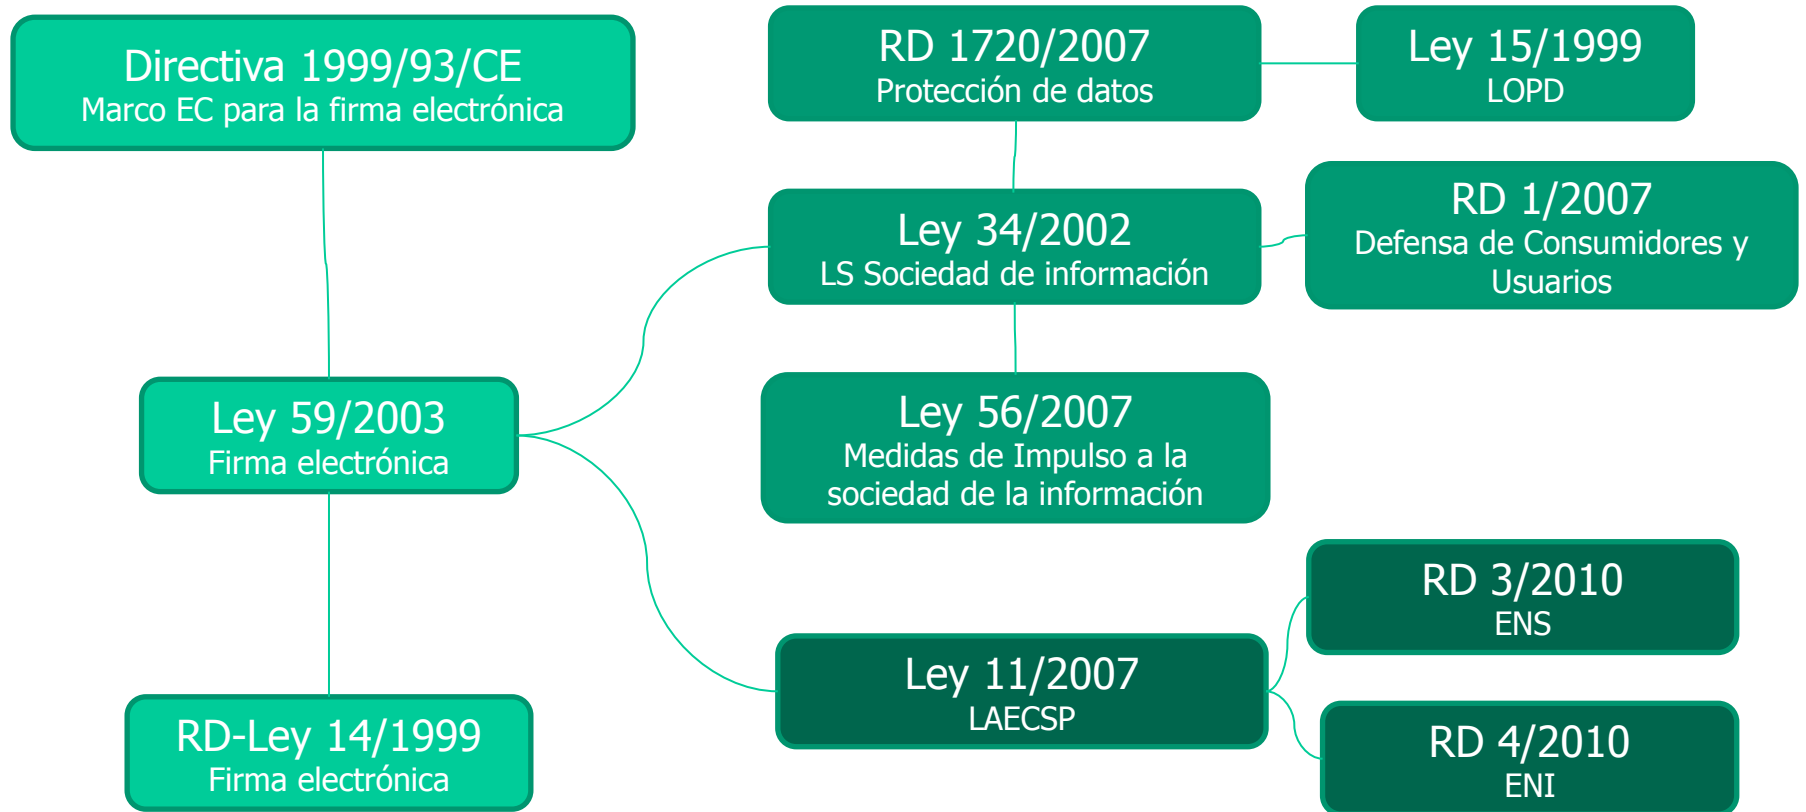 Directiva 1999/93/CE
Marco EC para la firma electrónica
Ley 59/2003
Firma electrónica
RD-Ley 14/1999
Firma electrónica
RD 1720/2007
Protección de datos
Ley 15/1999
LOPD
Ley 34/2002
LS Sociedad de información
RD 1/2007
Defensa de Consumidores y
Usuarios
Ley 56/2007
Medidas de Impulso a la
sociedad de la información
Ley 11/2007
LAECSP
RD 3/2010
ENS
RD 4/2010
ENI